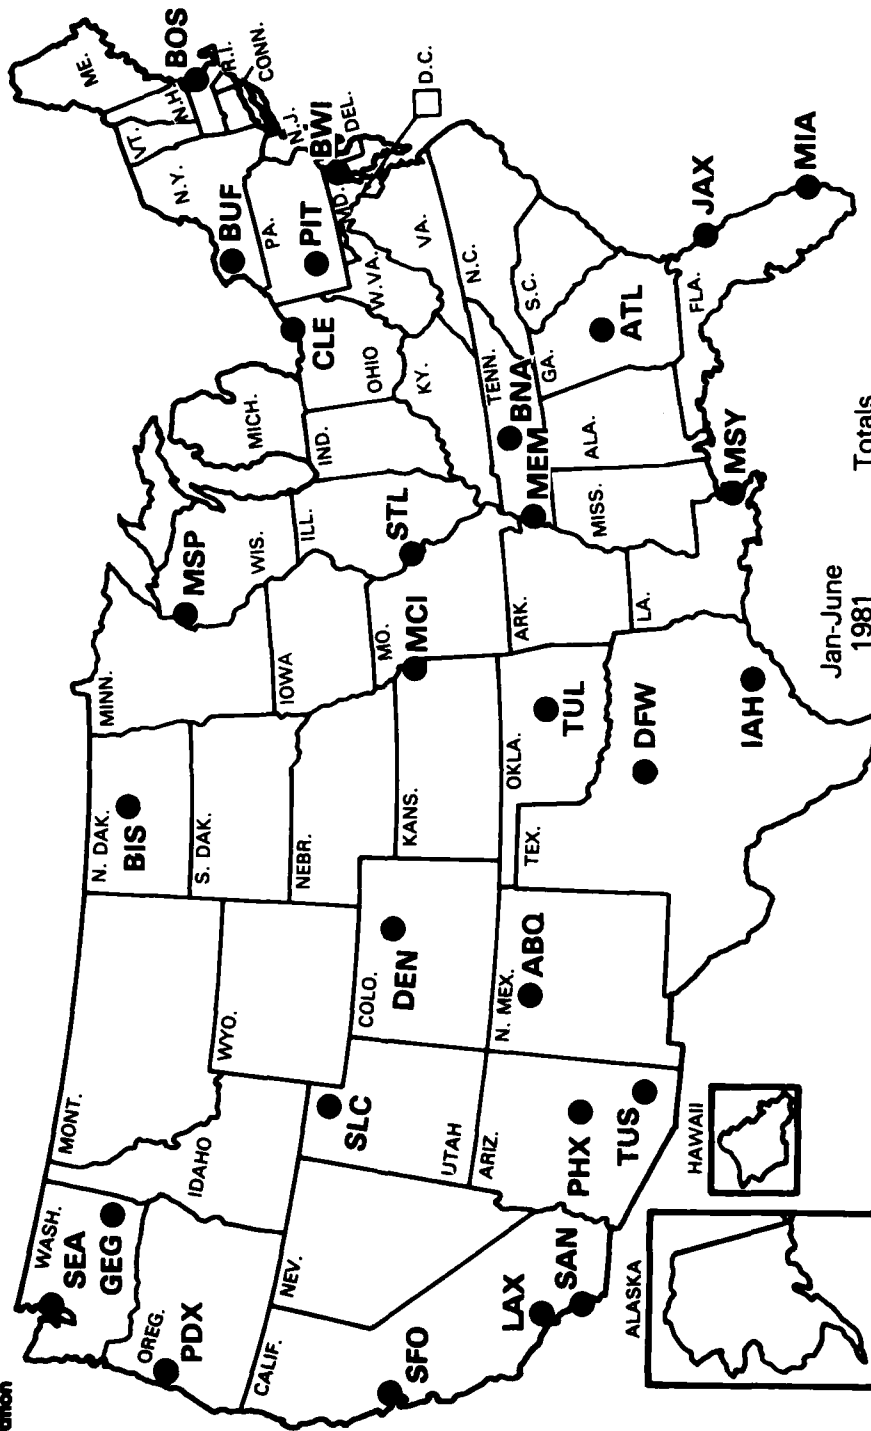 WASH.
SEA
GEG
OREG.
PDX
MONT.
IDAHO
WYO.
N. DAK.
BIS
S. DAK.
NEBR.
MINN.
MSP
WIS.
IOWA
MICH.
ILL.
IND.
OHIO
CLE
PA.
PIT
N.Y.
BUF
VT.
N.H.
ME.
BOS
R.I.
CONN.
N.J.
BWI
DEL.
MD.
D.C.
W.VA.
VA.
CALIF.
SFO
NEV.
UTAH
SLC
COLO.
DEN
KANS.
MO.
MCI
STL
KY.
LAX
SAN
ARIZ.
PHX
TUS
N. MEX.
ABQ
TEX.
OKLA.
TUL
DFW
IAH
ARK.
LA.
MEM
TENN.
BNA
MISS.
ALA.
MSY
GA.
ATL
N.C.
S.C.
FLA.
JAX
MIA
ALASKA
HAWAII
Jan-June
1981
Totals